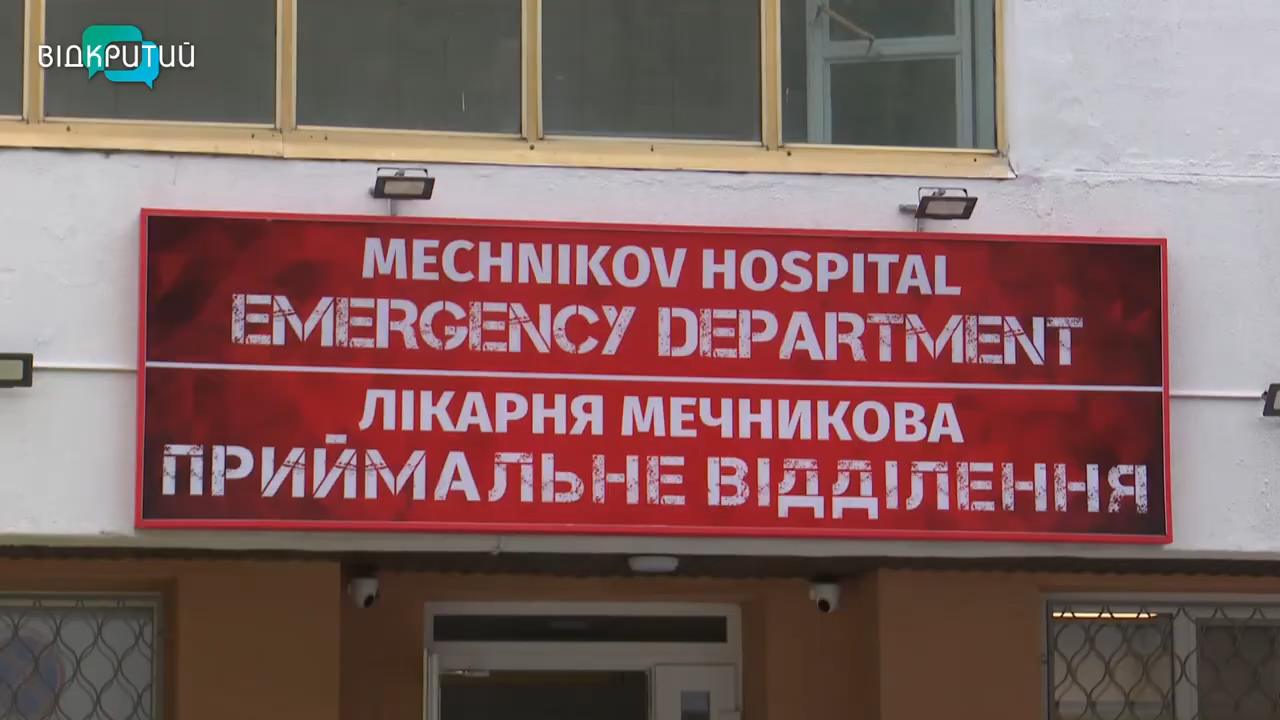 ВІДКРИТИЙ
MECHNIKOV HOSPITAL
EMERGENCY DEPARTMENT
ЛІКАРНЯ МЕЧНИКОВА
ПРИЙМАЛЬНЕ ВІДДІЛЕННЯ